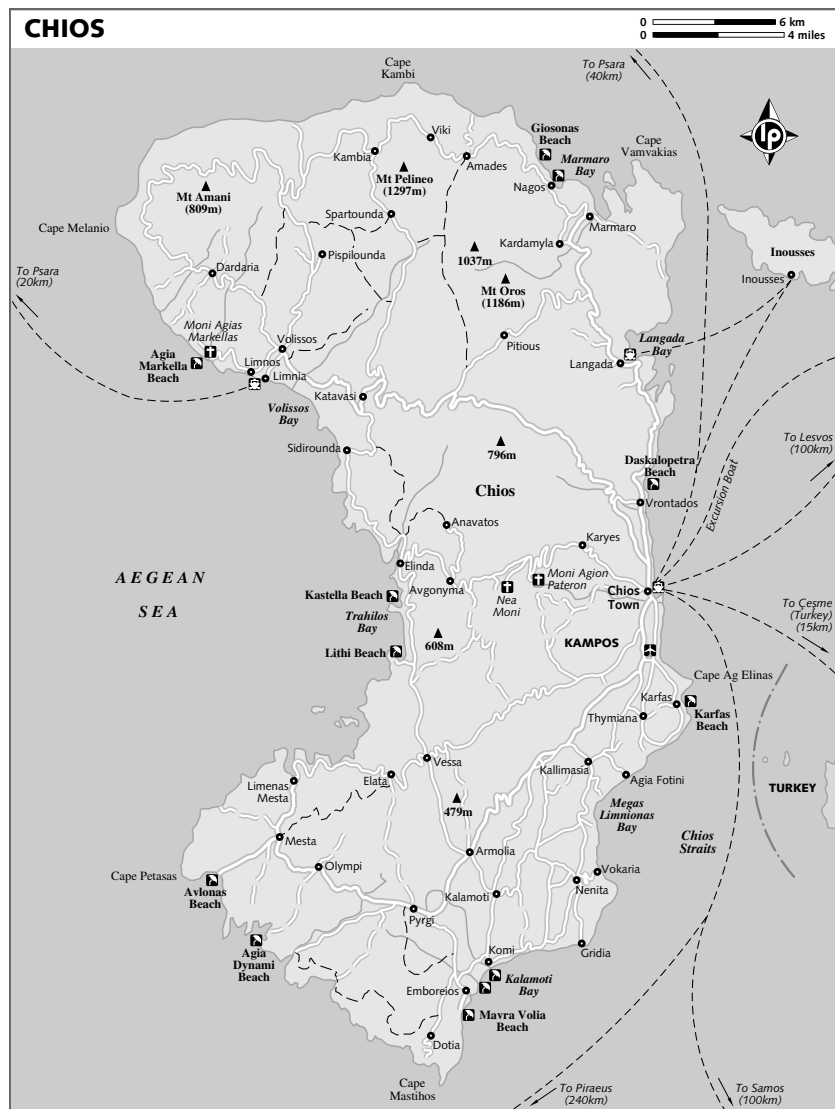 CHIOS
0 6 km
0 4 miles
To Psara
(40km)
Cape
Kambi
lp
Viki
Giosonas
Beach
Cape
Vamvakias
Kambia
Amades
Marmaro
Bay
Mt Pelineo
(1297m)
Mt Amani
(809m)
Nagos
Spartounda
Cape Melanio
Marmaro
Kardamyla
Inousses
Pispilounda
1037m
To Psara
(20km)
Dardaria
Mt Oros
(1186m)
Inousses
Moni Agias
Markellas
Volissos
Pitious
Langada
Bay
Agia
Markella
Beach
Limnos
Limnia
Langada
Katavasi
Volissos
Bay
Sidirounda
796m
To Lesvos
(100km)
Daskalopetra
Beach
Excursion Boat
Chios
Vrontados
Anavatos
Karyes
AEGEAN
SEA
Elinda
Moni Agion
Pateron
Avgonyma
Kastella Beach
Nea
Moni
Chios
Town
To Çeşme
(Turkey)
(15km)
Trahilos
Bay
608m
KAMPOS
Lithi Beach
Cape Ag Elinas
Karfas
Karfas
Beach
Thymiana
Vessa
Kallimasia
Elata
Limenas
Mesta
Agia Fotini
TURKEY
479m
Megas
Limnionas
Bay
Chios
Straits
Mesta
Armolia
Olympi
Cape Petasas
Vokaria
Avlonas
Beach
Kalamoti
Nenita
Pyrgi
Agia
Dynami
Beach
Komi
Gridia
Kalamoti
Bay
Emboreios
Mavra Volia
Beach
Dotia
Cape
Mastihos
To Piraeus
(240km)
To Samos
(100km)